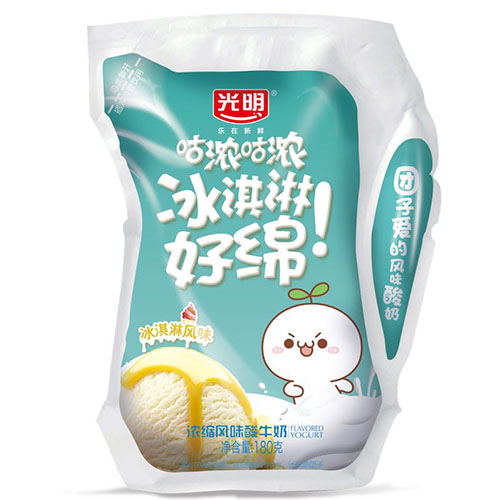 光明
乐在新鲜
咕浓咕浓
冰淇淋
好绵!
团子爱的风味酸奶
冰淇淋风味
浓缩风味酸牛奶 FLAVORED
YOGURT
净含量:180克